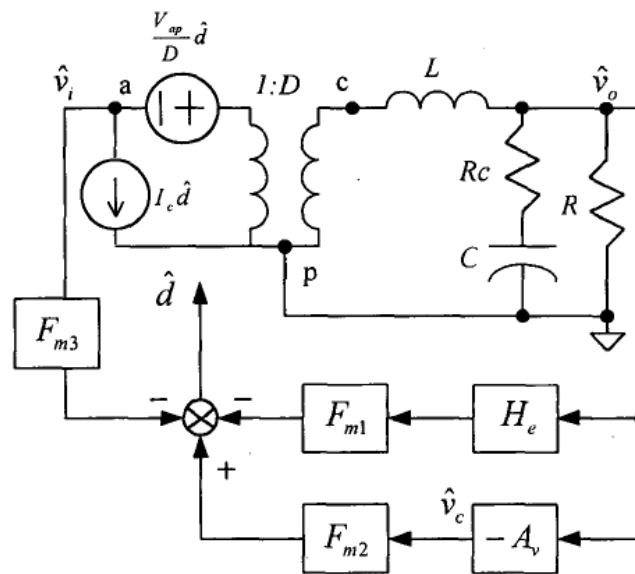 V_ap/D d̂
v̂_i a 1:D c L v̂_o
I_c d̂ Rc R
C
p
d̂
F_m3
− −
F_m1 H_e
+
v̂_c
F_m2 −A_v